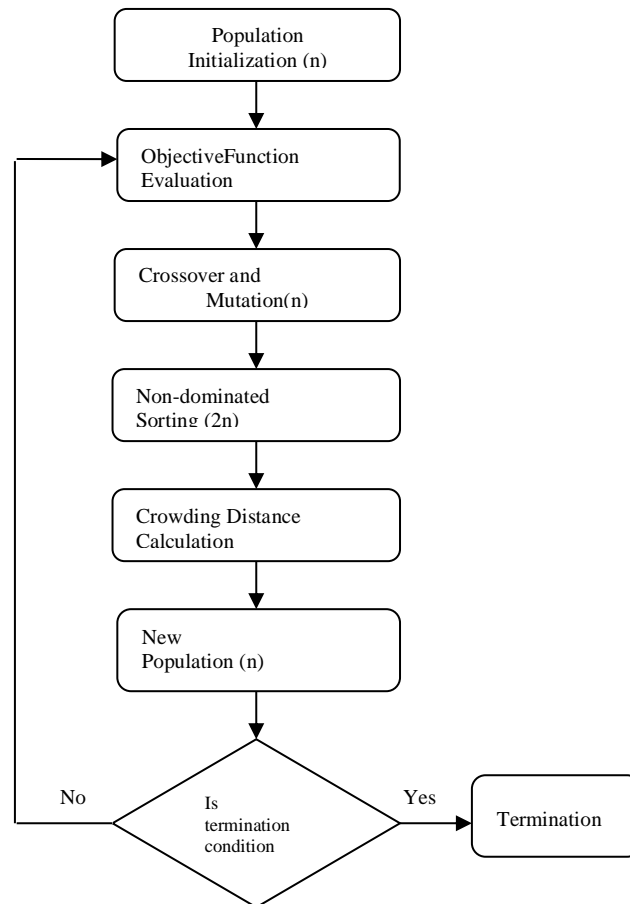 Population
Initialization (n)
ObjectiveFunction
Evaluation
Crossover and
Mutation(n)
Non-dominated
Sorting (2n)
Crowding Distance
Calculation
New
Population (n)
No
Is
termination
condition
Yes
Termination